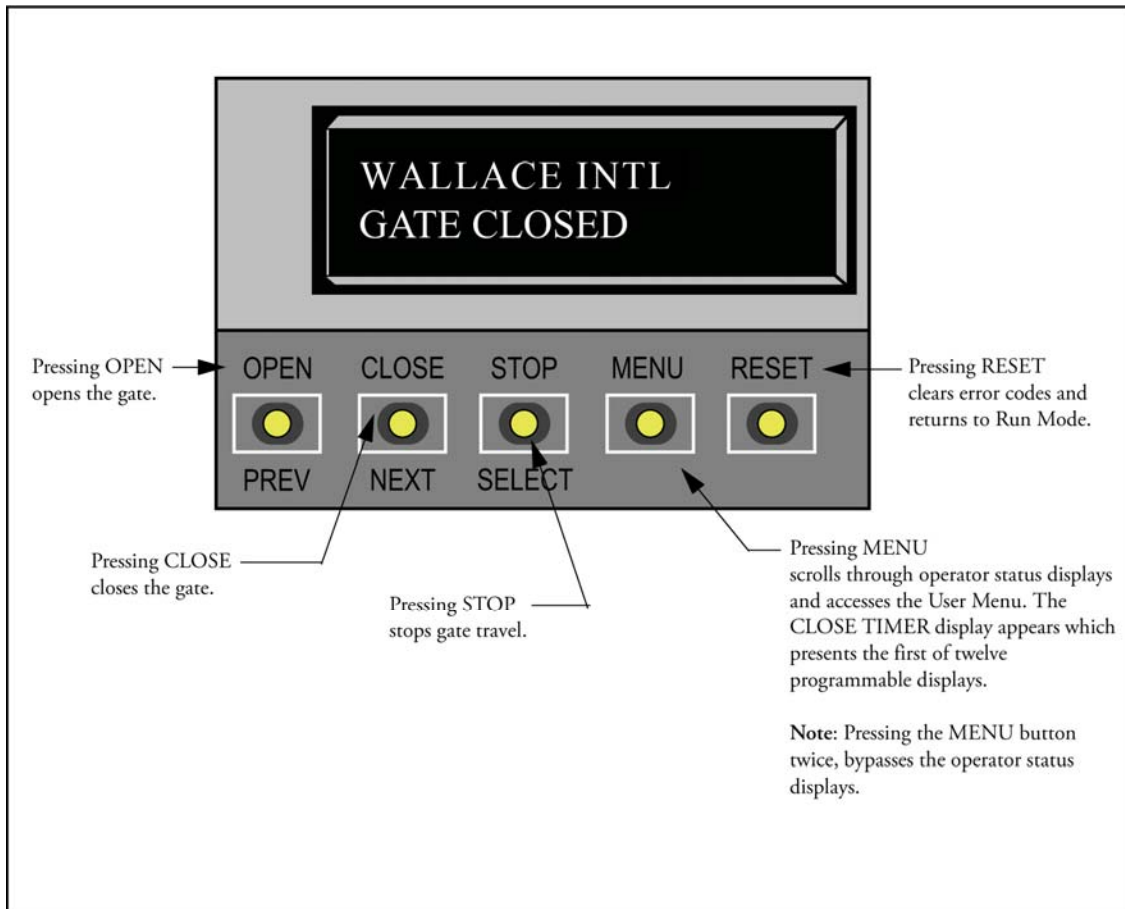 WALLACE INTL
GATE CLOSED
OPEN CLOSE STOP MENU RESET
PREV NEXT SELECT
Pressing OPEN
opens the gate.
Pressing RESET
clears error codes and
returns to Run Mode.
Pressing CLOSE
closes the gate.
Pressing STOP
stops gate travel.
Pressing MENU
scrolls through operator status displays
and accesses the User Menu. The
CLOSE TIMER display appears which
presents the first of twelve
programmable displays.
Note: Pressing the MENU button
twice, bypasses the operator status
displays.